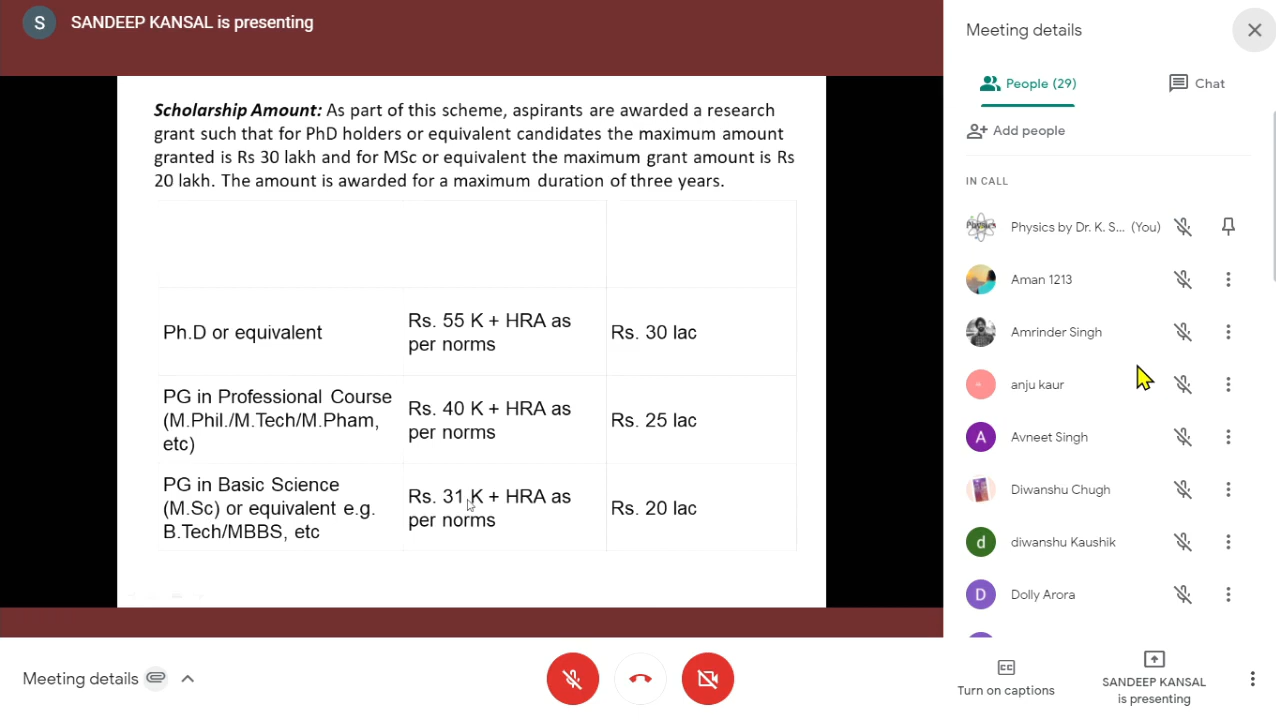 S SANDEEP KANSAL is presenting
Scholarship Amount: As part of this scheme, aspirants are awarded a research
grant such that for PhD holders or equivalent candidates the maximum amount
granted is Rs 30 lakh and for MSc or equivalent the maximum grant amount is Rs
20 lakh. The amount is awarded for a maximum duration of three years.
Ph.D or equivalent
Rs. 55 K + HRA as
per norms
Rs. 30 lac
PG in Professional Course
(M.Phil./M.Tech/M.Pham,
etc)
Rs. 40 K + HRA as
per norms
Rs. 25 lac
PG in Basic Science
(M.Sc) or equivalent e.g.
B.Tech/MBBS, etc
Rs. 31 K + HRA as
per norms
Rs. 20 lac
Meeting details
Meeting details
People (29)
Chat
Add people
IN CALL
Physics by Dr. K. S... (You)
Aman 1213
Amrinder Singh
anju kaur
A Avneet Singh
Diwanshu Chugh
d diwanshu Kaushik
D Dolly Arora
CC
Turn on captions
SANDEEP KANSAL
is presenting